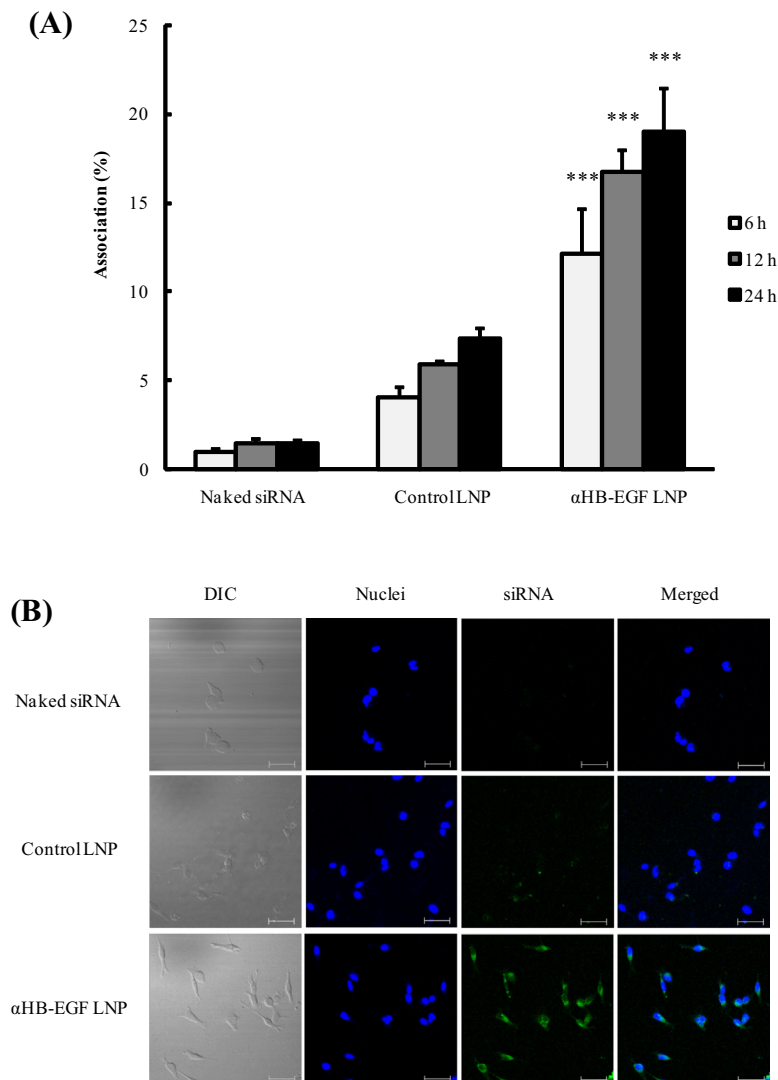 (A)
25
20
15
10
5
0
Association (%)
***
***
***
6 h
12 h
24 h
Naked siRNA
Control LNP
αHB-EGF LNP
(B)
DIC
Nuclei
siRNA
Merged
Naked siRNA
Control LNP
αHB-EGF LNP